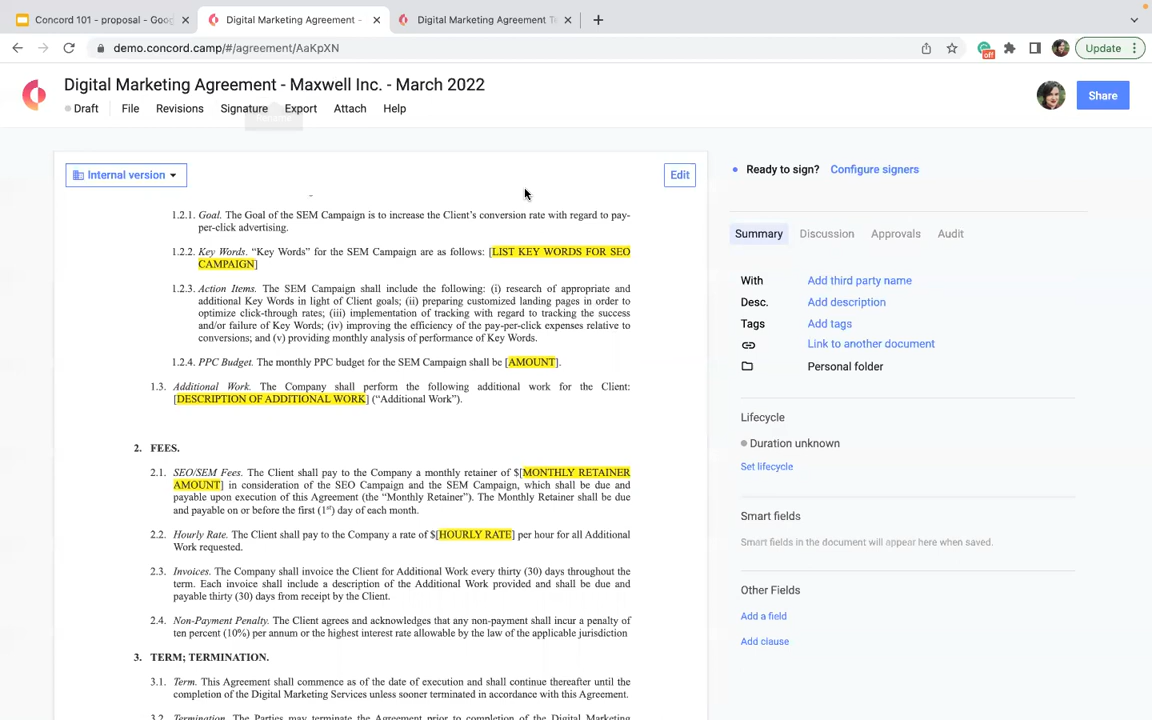 Concord 101 - proposal - Goog
Digital Marketing Agreement -
Digital Marketing Agreement Te
demo.concord.camp/#/agreement/AaKpXN
off
Update
Digital Marketing Agreement - Maxwell Inc. - March 2022
Draft File Revisions Signature Export Attach Help
Rename
Share
Internal version
Edit
1.2.1. Goal. The Goal of the SEM Campaign is to increase the Client's conversion rate with regard to pay-
per-click advertising.
1.2.2. Key Words. "Key Words" for the SEM Campaign are as follows: [LIST KEY WORDS FOR SEO
CAMPAIGN]
1.2.3. Action Items. The SEM Campaign shall include the following: (i) research of appropriate and
additional Key Words in light of Client goals; (ii) preparing customized landing pages in order to
optimize click-through rates; (iii) implementation of tracking with regard to tracking the success
and/or failure of Key Words; (iv) improving the efficiency of the pay-per-click expenses relative to
conversions; and (v) providing monthly analysis of performance of Key Words.
1.2.4. PPC Budget. The monthly PPC budget for the SEM Campaign shall be [AMOUNT].
1.3. Additional Work. The Company shall perform the following additional work for the Client:
[DESCRIPTION OF ADDITIONAL WORK] ("Additional Work").
2. FEES.
2.1. SEO/SEM Fees. The Client shall pay to the Company a monthly retainer of $[MONTHLY RETAINER
AMOUNT] in consideration of the SEO Campaign and the SEM Campaign, which shall be due and
payable upon execution of this Agreement (the "Monthly Retainer"). The Monthly Retainer shall be due
and payable on or before the first (1st) day of each month.
2.2. Hourly Rate. The Client shall pay to the Company a rate of $[HOURLY RATE] per hour for all Additional
Work requested.
2.3. Invoices. The Company shall invoice the Client for Additional Work every thirty (30) days throughout the
term. Each invoice shall include a description of the Additional Work provided and shall be due and
payable thirty (30) days from receipt by the Client.
2.4. Non-Payment Penalty. The Client agrees and acknowledges that any non-payment shall incur a penalty of
ten percent (10%) per annum or the highest interest rate allowable by the law of the applicable jurisdiction
3. TERM; TERMINATION.
3.1. Term. This Agreement shall commence as of the date of execution and shall continue thereafter until the
completion of the Digital Marketing Services unless sooner terminated in accordance with this Agreement.
3.2. Termination. The Parties may terminate the Agreement prior to completion of the Digital Marketing
Ready to sign? Configure signers
Summary Discussion Approvals Audit
With Add third party name
Desc. Add description
Tags Add tags
Link to another document
Personal folder
Lifecycle
Duration unknown
Set lifecycle
Smart fields
Smart fields in the document will appear here when saved.
Other Fields
Add a field
Add clause